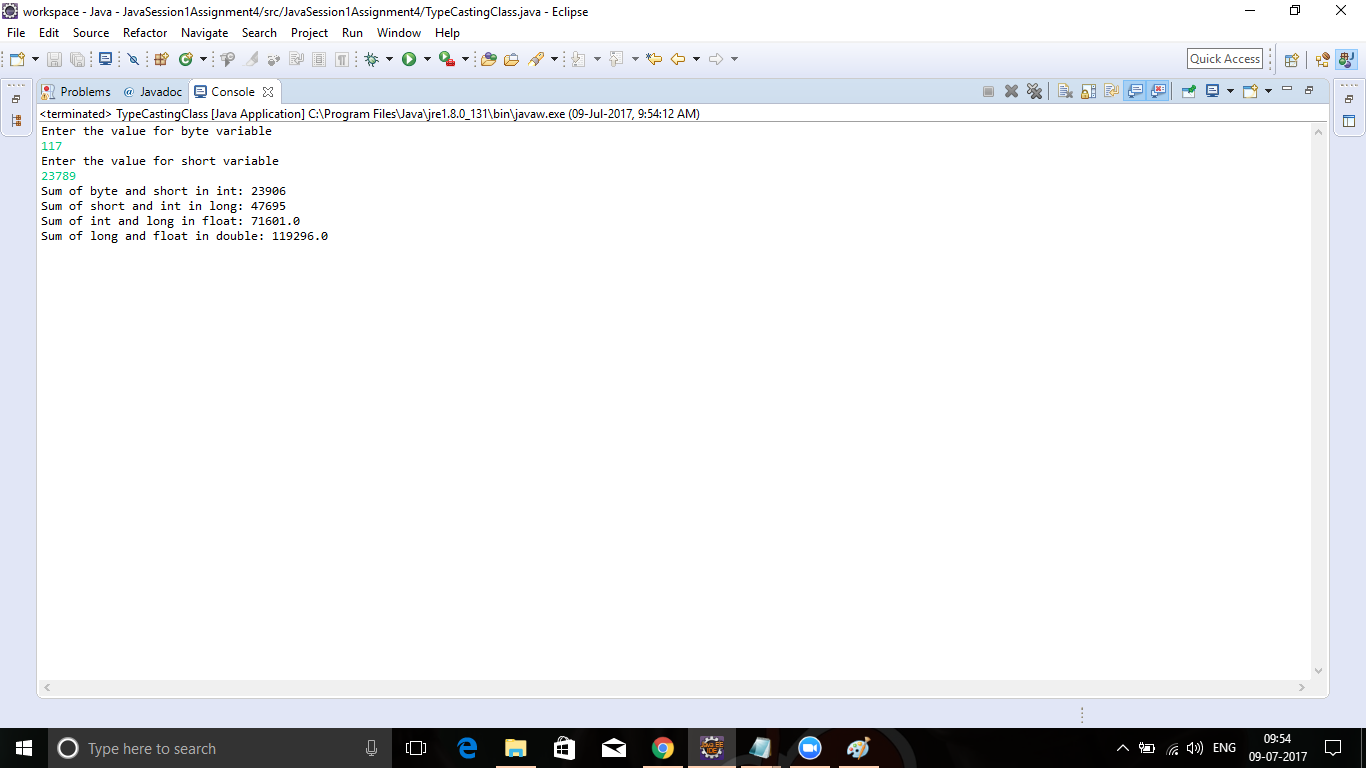 workspace - Java - JavaSession1Assignment4/src/JavaSession1Assignment4/TypeCastingClass.java - Eclipse
File Edit Source Refactor Navigate Search Project Run Window Help
Quick Access
Problems @ Javadoc Console
<terminated> TypeCastingClass [Java Application] C:\Program Files\Java\jre1.8.0_131\bin\javaw.exe (09-Jul-2017, 9:54:12 AM)
Enter the value for byte variable
117
Enter the value for short variable
23789
Sum of byte and short in int: 23906
Sum of short and int in long: 47695
Sum of int and long in float: 71601.0
Sum of long and float in double: 119296.0
Type here to search
Java EE
IDE
ENG
09:54
09-07-2017